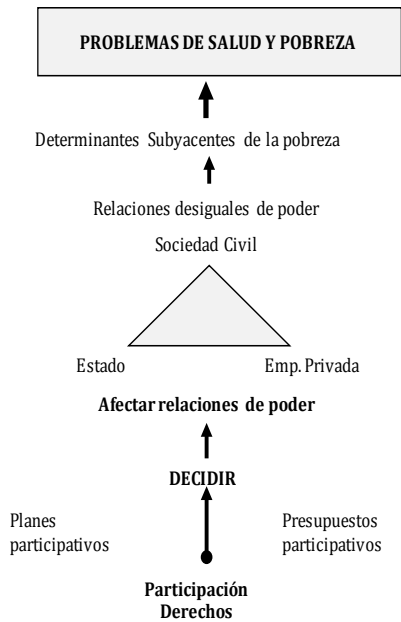 PROBLEMAS DE SALUD Y POBREZA
Determinantes Subyacentes de la pobreza
Relaciones desiguales de poder
Sociedad Civil
Estado
Emp. Privada
Afectar relaciones de poder
DECIDIR
Planes
participativos
Presupuestos
participativos
Participación
Derechos